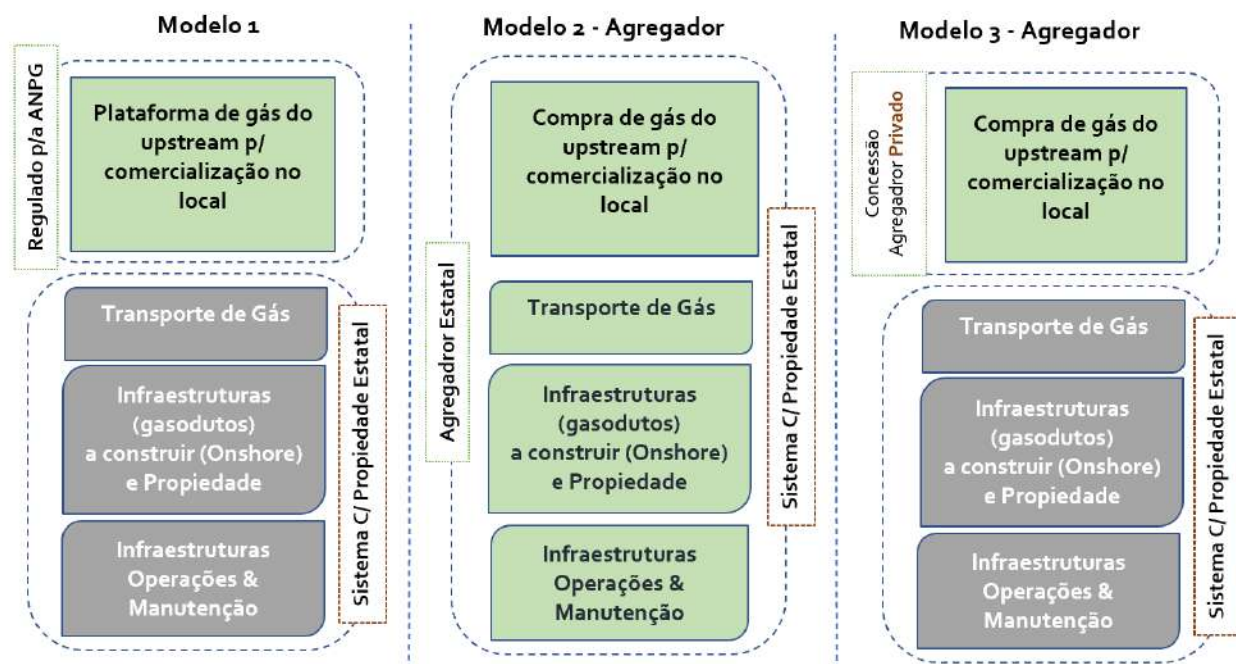 Modelo 1
Regulado p/a ANPG
Plataforma de gás do
upstream p/
comercialização no
local
Transporte de Gás
Infraestruturas
(gasodutos)
a construir (Onshore)
e Propiedade
Infraestruturas
Operações &
Manutenção
Sistema C/ Propiedade Estatal
Modelo 2 - Agregador
Compra de gás do
upstream p/
comercialização no
local
Agregadror Estatal
Transporte de Gás
Infraestruturas
(gasodutos)
a construir (Onshore)
e Propiedade
Infraestruturas
Operações &
Manutenção
Sistema C/ Propiedade Estatal
Modelo 3 - Agregador
Concessão
Agregadror Privado
Compra de gás do
upstream p/
comercialização no
local
Transporte de Gás
Infraestruturas
(gasodutos)
a construir (Onshore)
e Propiedade
Infraestruturas
Operações &
Manutenção
Sistema C/ Propiedade Estatal